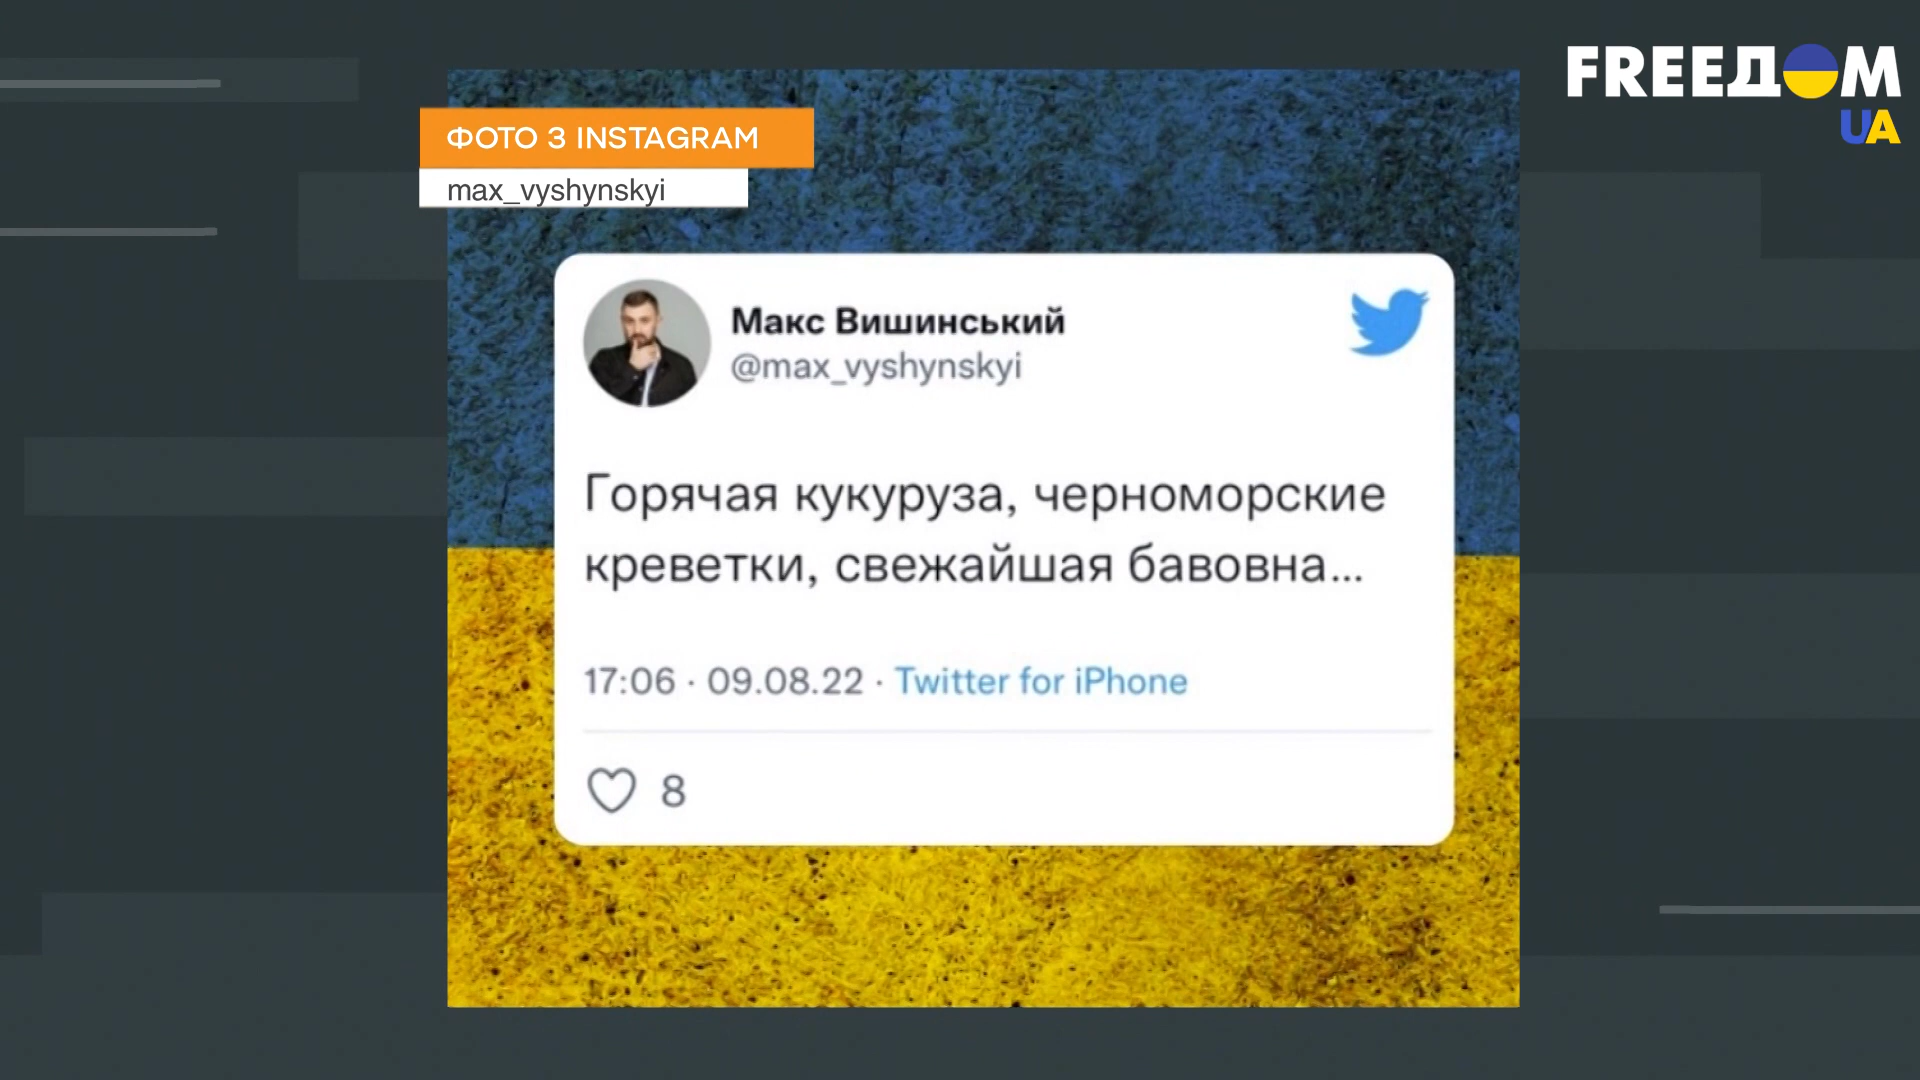 FREEДOM
UA
ФОТО З INSTAGRAM
max_vyshynskyi
Макс Вишинський
@max_vyshynskyi
Горячая кукуруза, черноморские
креветки, свежайшая бавовна...
17:06 · 09.08.22 · Twitter for iPhone
8